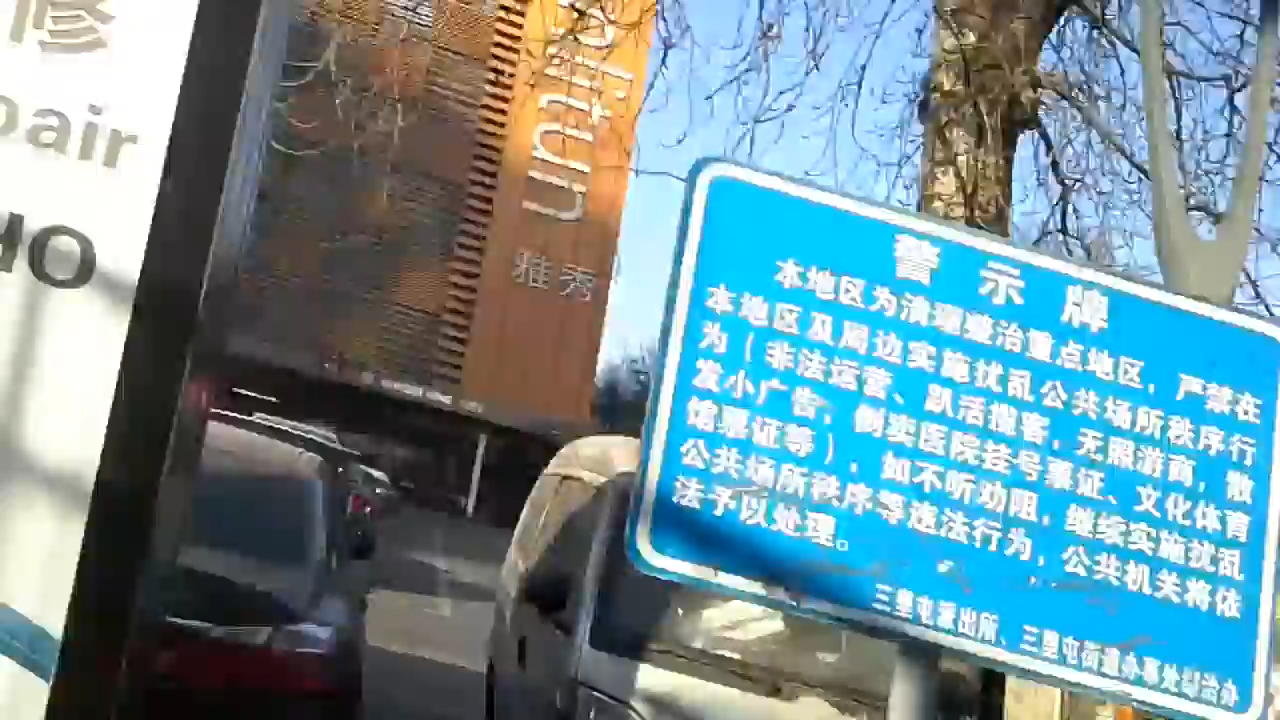 修
pair
uo
itun
雅秀
警示牌
本地区为清理整治重点地区，严禁在
本地区及周边实施扰乱公共场所秩序行
为（非法运营、趴活搜客，无照游商，散
发小广告，倒卖医院挂号票证、文化体育
馆票证等），如不听劝阻，继续实施扰乱
公共场所秩序等违法行为，公共机关将依
法予以处理。
三里屯派出所、三里屯街道办事处综治办